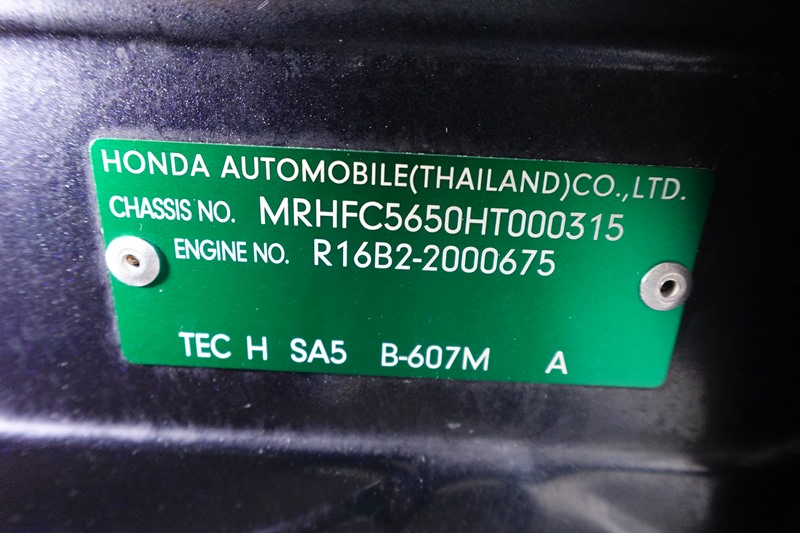 HONDA AUTOMOBILE(THAILAND)CO.,LTD.
CHASSIS NO. MRHFC5650HT000315
ENGINE NO. R16B2-2000675
TEC H SA5 B-607M A